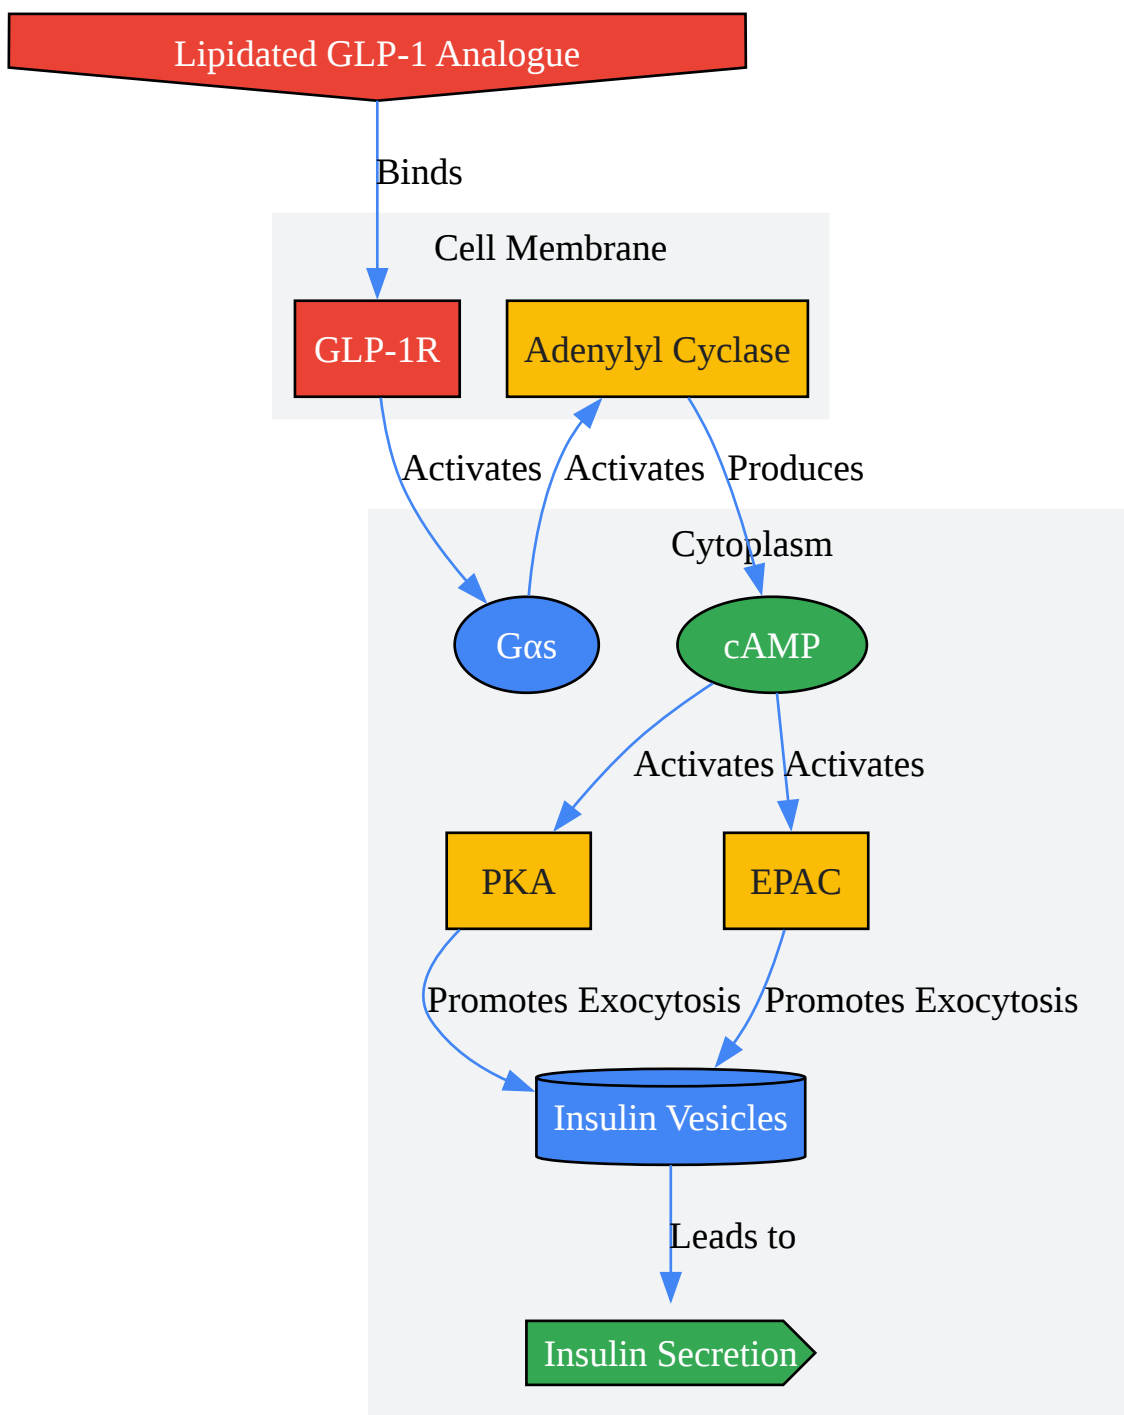 Lipidated GLP-1 Analogue
Binds
Cell Membrane
GLP-1R
Adenylyl Cyclase
Activates
Activates
Produces
Cytoplasm
Gαs
cAMP
Activates
Activates
PKA
EPAC
Promotes Exocytosis
Promotes Exocytosis
Insulin Vesicles
Leads to
Insulin Secretion